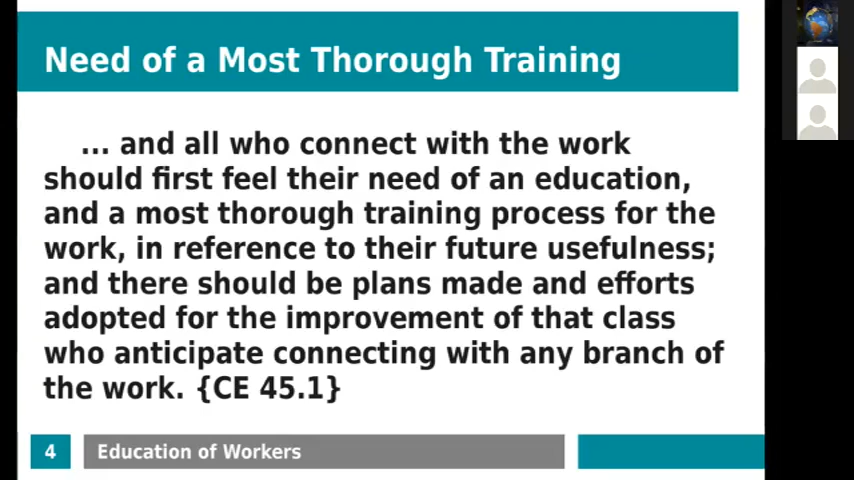 Need of a Most Thorough Training
... and all who connect with the work
should first feel their need of an education,
and a most thorough training process for the
work, in reference to their future usefulness;
and there should be plans made and efforts
adopted for the improvement of that class
who anticipate connecting with any branch of
the work. {CE 45.1}
4
Education of Workers